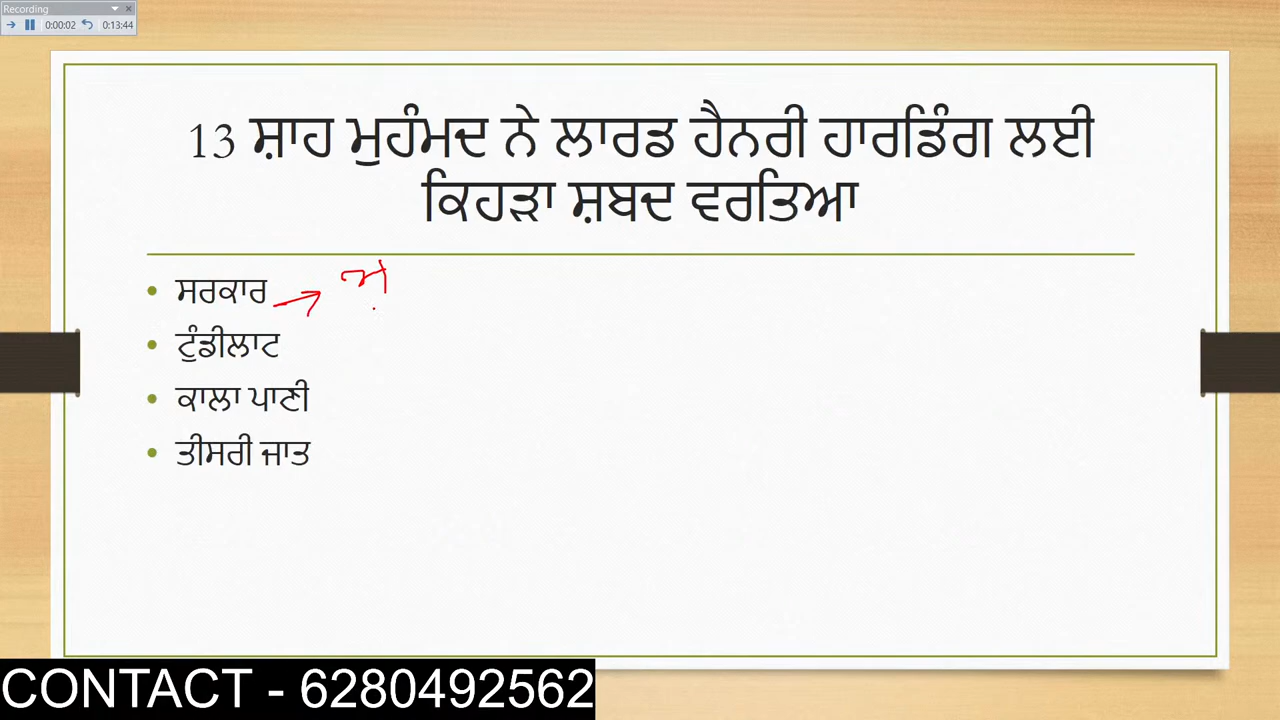 Recording
0:00:02 0:13:44
13 ਸ਼ਾਹ ਮੁਹੰਮਦ ਨੇ ਲਾਰਡ ਹੈਨਰੀ ਹਾਰਡਿੰਗ ਲਈ
ਕਿਹੜਾ ਸ਼ਬਦ ਵਰਤਿਆ
• ਸਰਕਾਰ
• ਟੁੰਡੀਲਾਟ
• ਕਾਲਾ ਪਾਣੀ
• ਤੀਸਰੀ ਜਾਤ
CONTACT - 6280492562